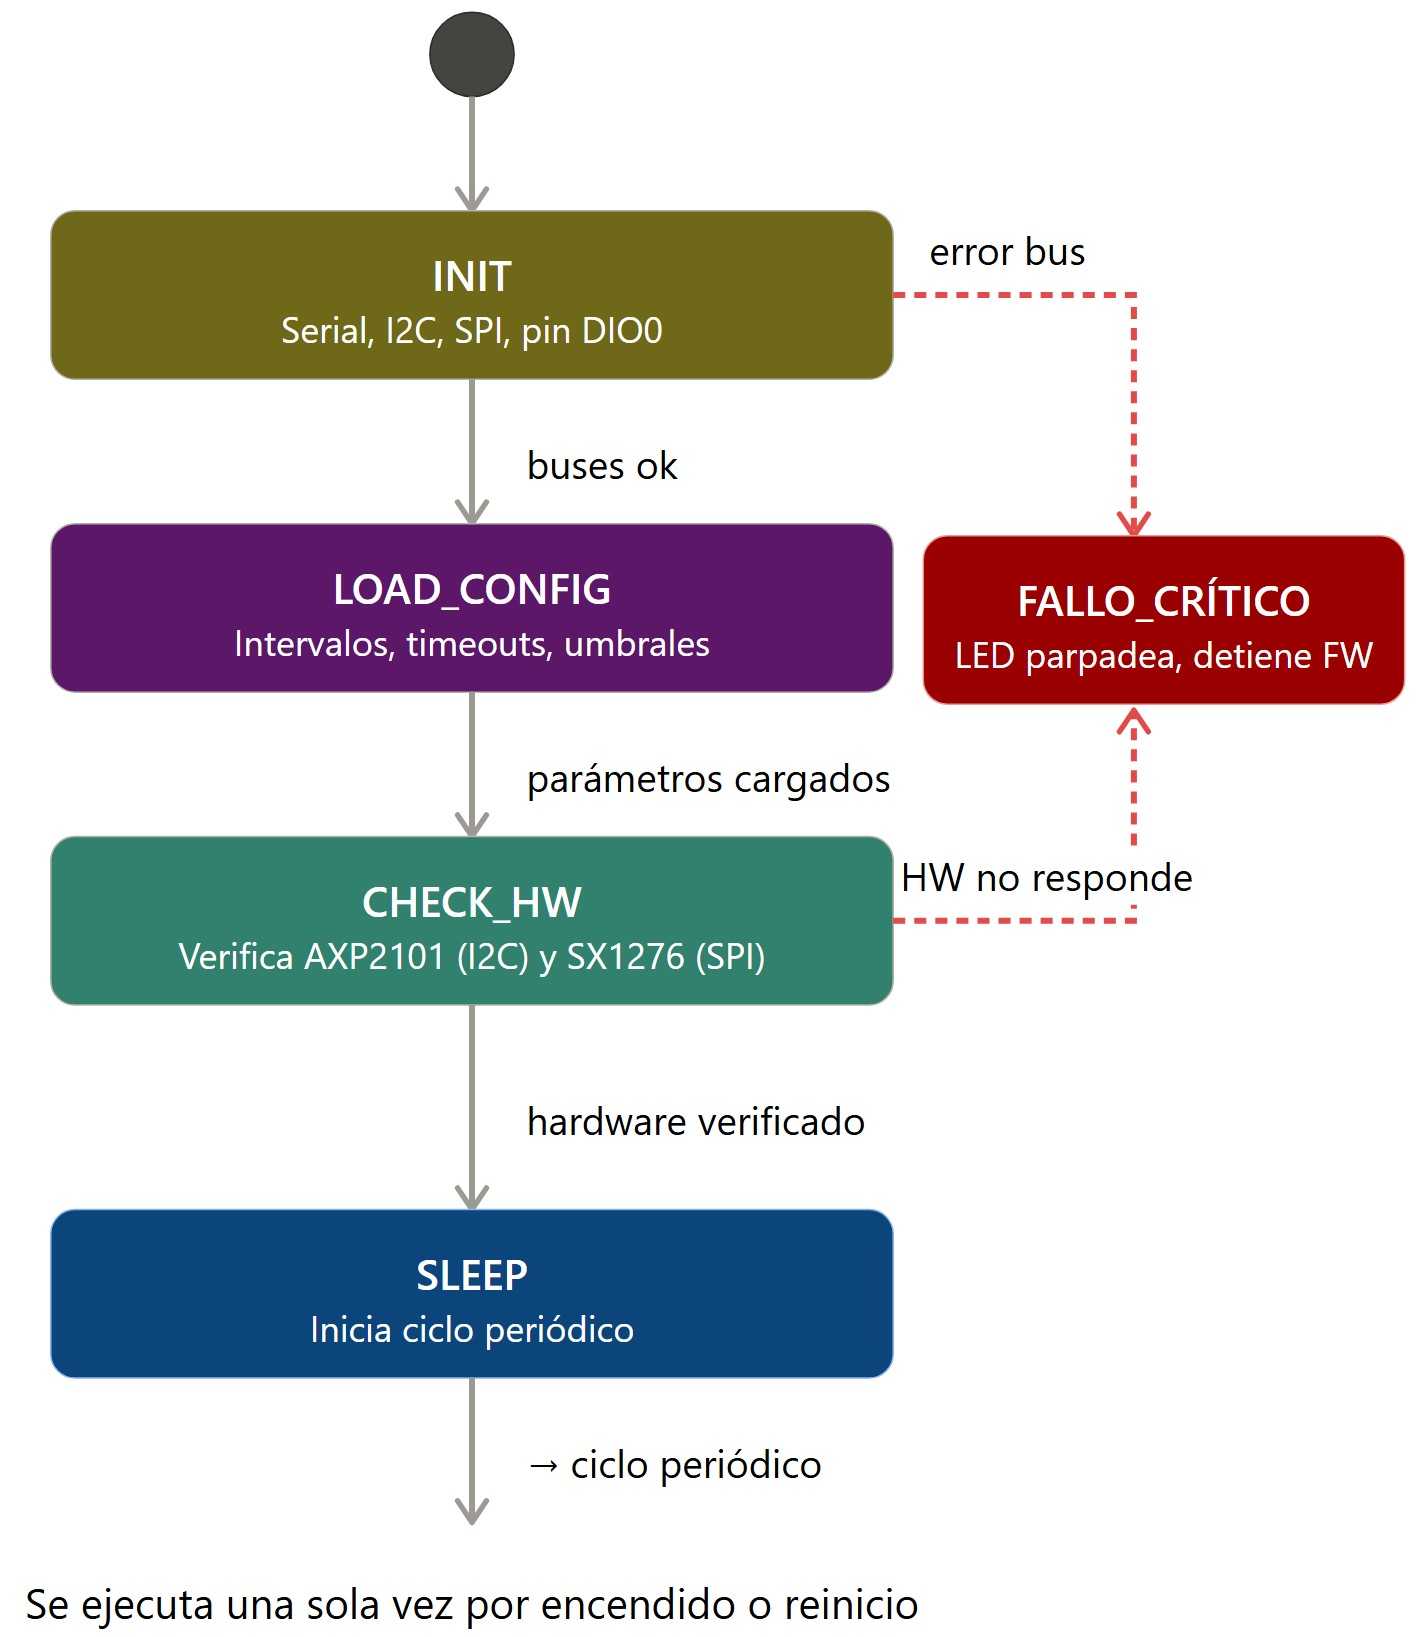 INIT
Serial, I2C, SPI, pin DIO0
error bus
buses ok
LOAD_CONFIG
Intervalos, timeouts, umbrales
FALLO_CRÍTICO
LED parpadea, detiene FW
parámetros cargados
CHECK_HW
Verifica AXP2101 (I2C) y SX1276 (SPI)
HW no responde
hardware verificado
SLEEP
Inicia ciclo periódico
→ ciclo periódico
Se ejecuta una sola vez por encendido o reinicio